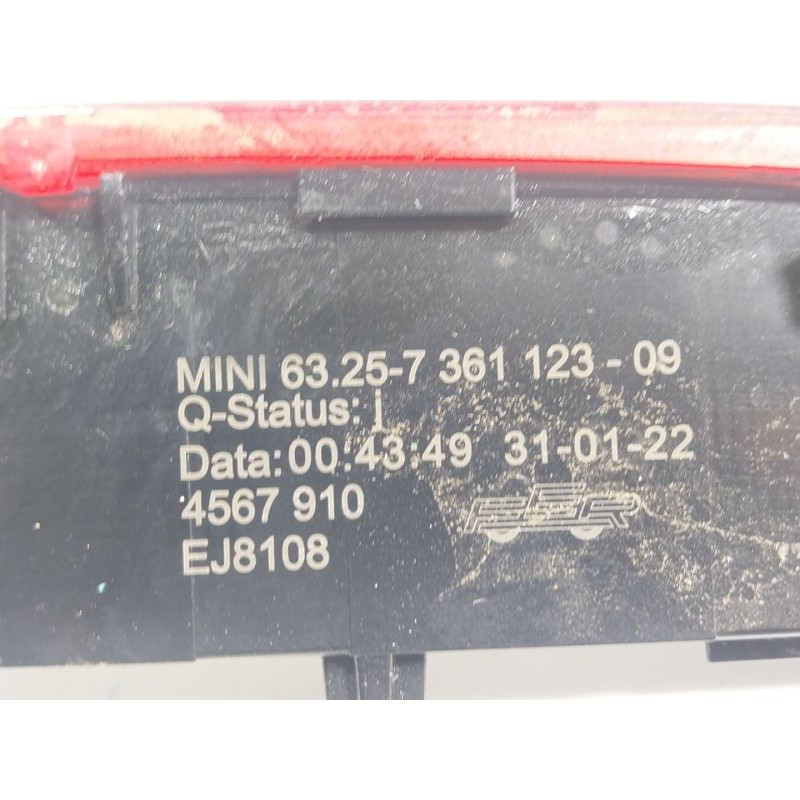 MINI 63.25-7 361 123 - 09
Q-Status: j
Data: 00:43:49 31-01-22
4567 910
EJ8108